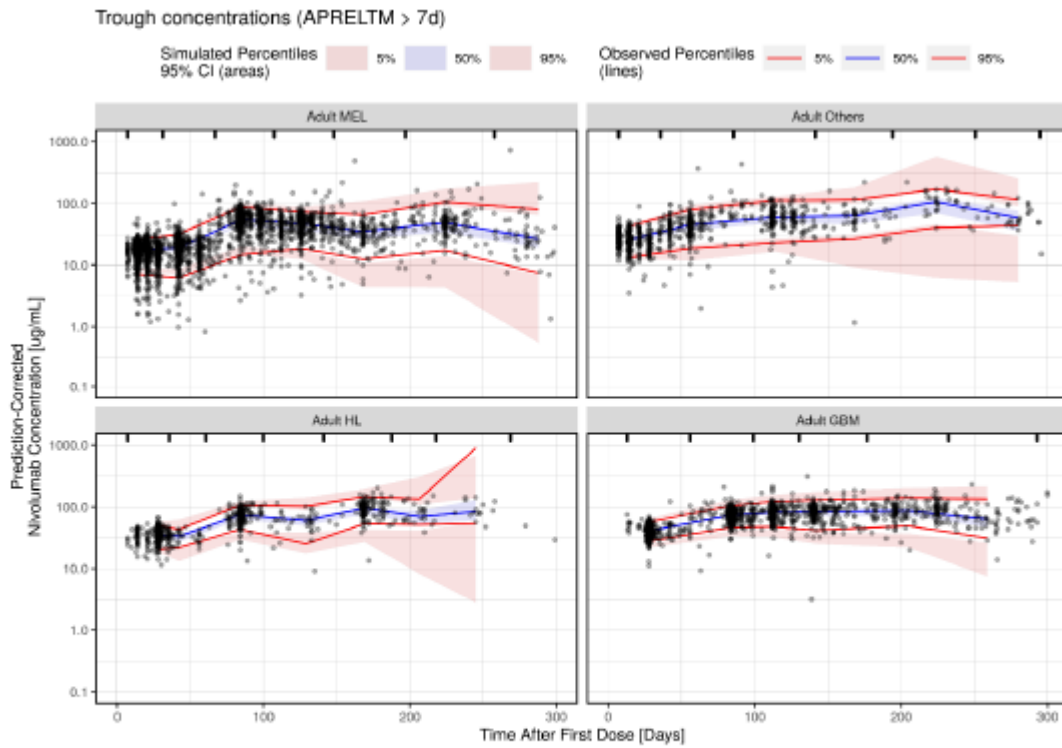 Trough concentrations (APRELTM > 7d)
Simulated Percentiles
95% CI (areas)
5%
50%
95%
Observed Percentiles
(lines)
5%
50%
95%
Adult MEL
Adult Others
1000.0
100.0
10.0
1.0
0.1
Adult HL
Adult GBM
1000.0
100.0
10.0
1.0
0.1
Prediction-Corrected
Nivolumab Concentration [ug/mL]
0
100
200
300
0
100
200
300
Time After First Dose [Days]